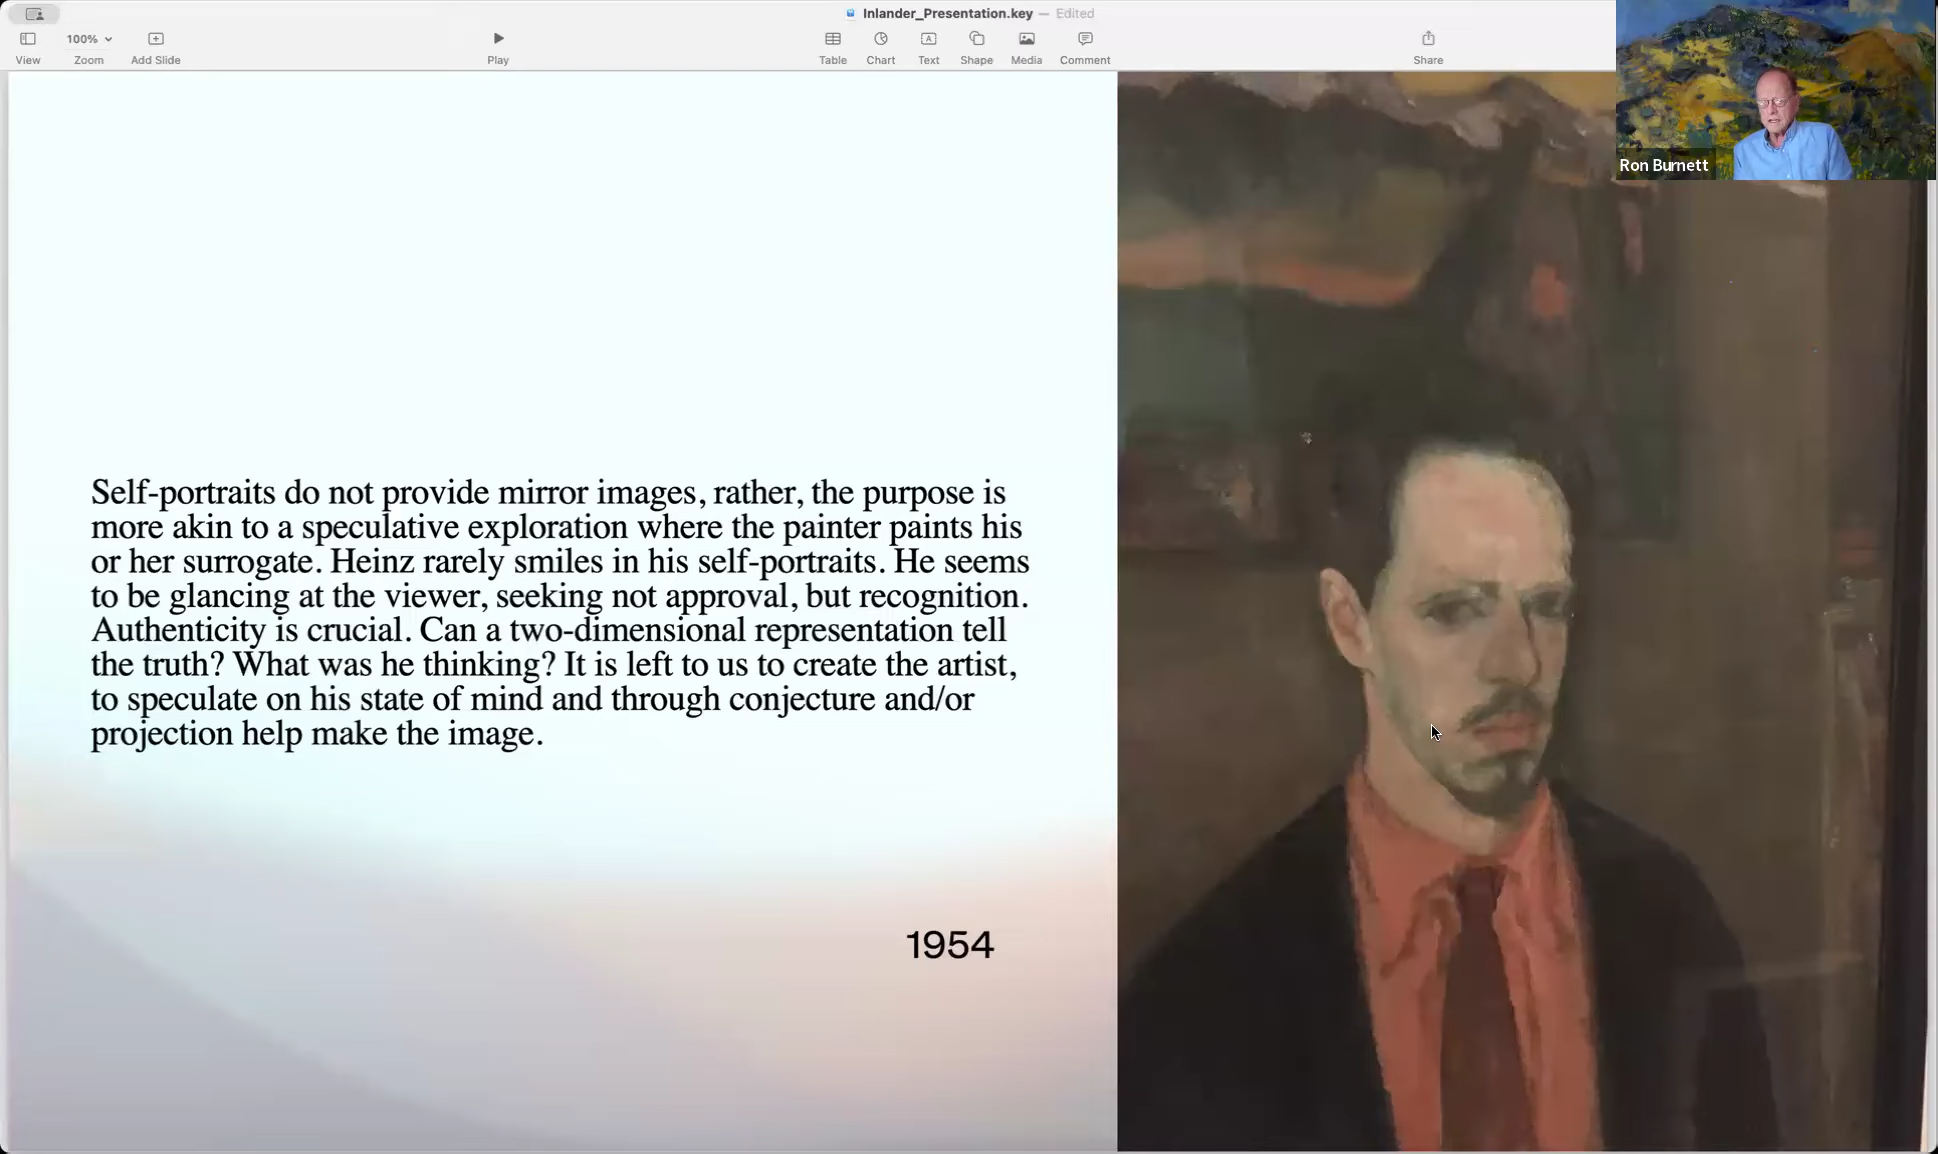 Inlander_Presentation.key — Edited
100%
View
Zoom
Add Slide
Play
Table
Chart
Text
Shape
Media
Comment
Share
Ron Burnett
Self-portraits do not provide mirror images, rather, the purpose is
more akin to a speculative exploration where the painter paints his
or her surrogate. Heinz rarely smiles in his self-portraits. He seems
to be glancing at the viewer, seeking not approval, but recognition.
Authenticity is crucial. Can a two-dimensional representation tell
the truth? What was he thinking? It is left to us to create the artist,
to speculate on his state of mind and through conjecture and/or
projection help make the image.
1954